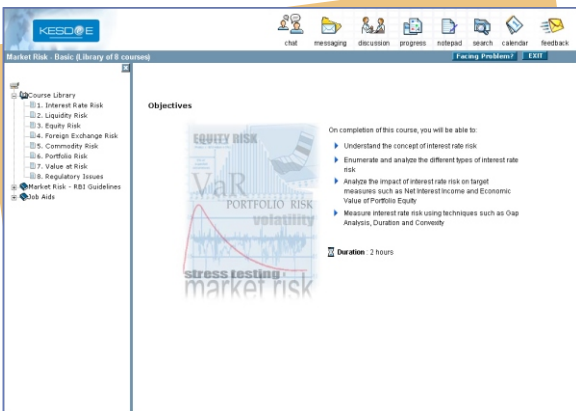 KESD@E
chat messaging discussion progress notepad search calendar feedback
Market Risk - Basic (Library of 8 courses)
Facing Problem? EXIT
Course Library
1. Interest Rate Risk
2. Liquidity Risk
3. Equity Risk
4. Foreign Exchange Risk
5. Commodity Risk
6. Portfolio Risk
7. Value at Risk
8. Regulatory Issues
Market Risk - RBI Guidelines
Job Aids
Objectives
EQUITY RISK
VaR
PORTFOLIO RISK
volatility
stress testing
market risk
On completion of this course, you will be able to:
Understand the concept of interest rate risk
Enumerate and analyze the different types of interest rate
risk
Analyze the impact of interest rate risk on target
measures such as Net Interest Income and Economic
Value of Portfolio Equity
Measure interest rate risk using techniques such as Gap
Analysis, Duration and Convexity
Duration : 2 hours